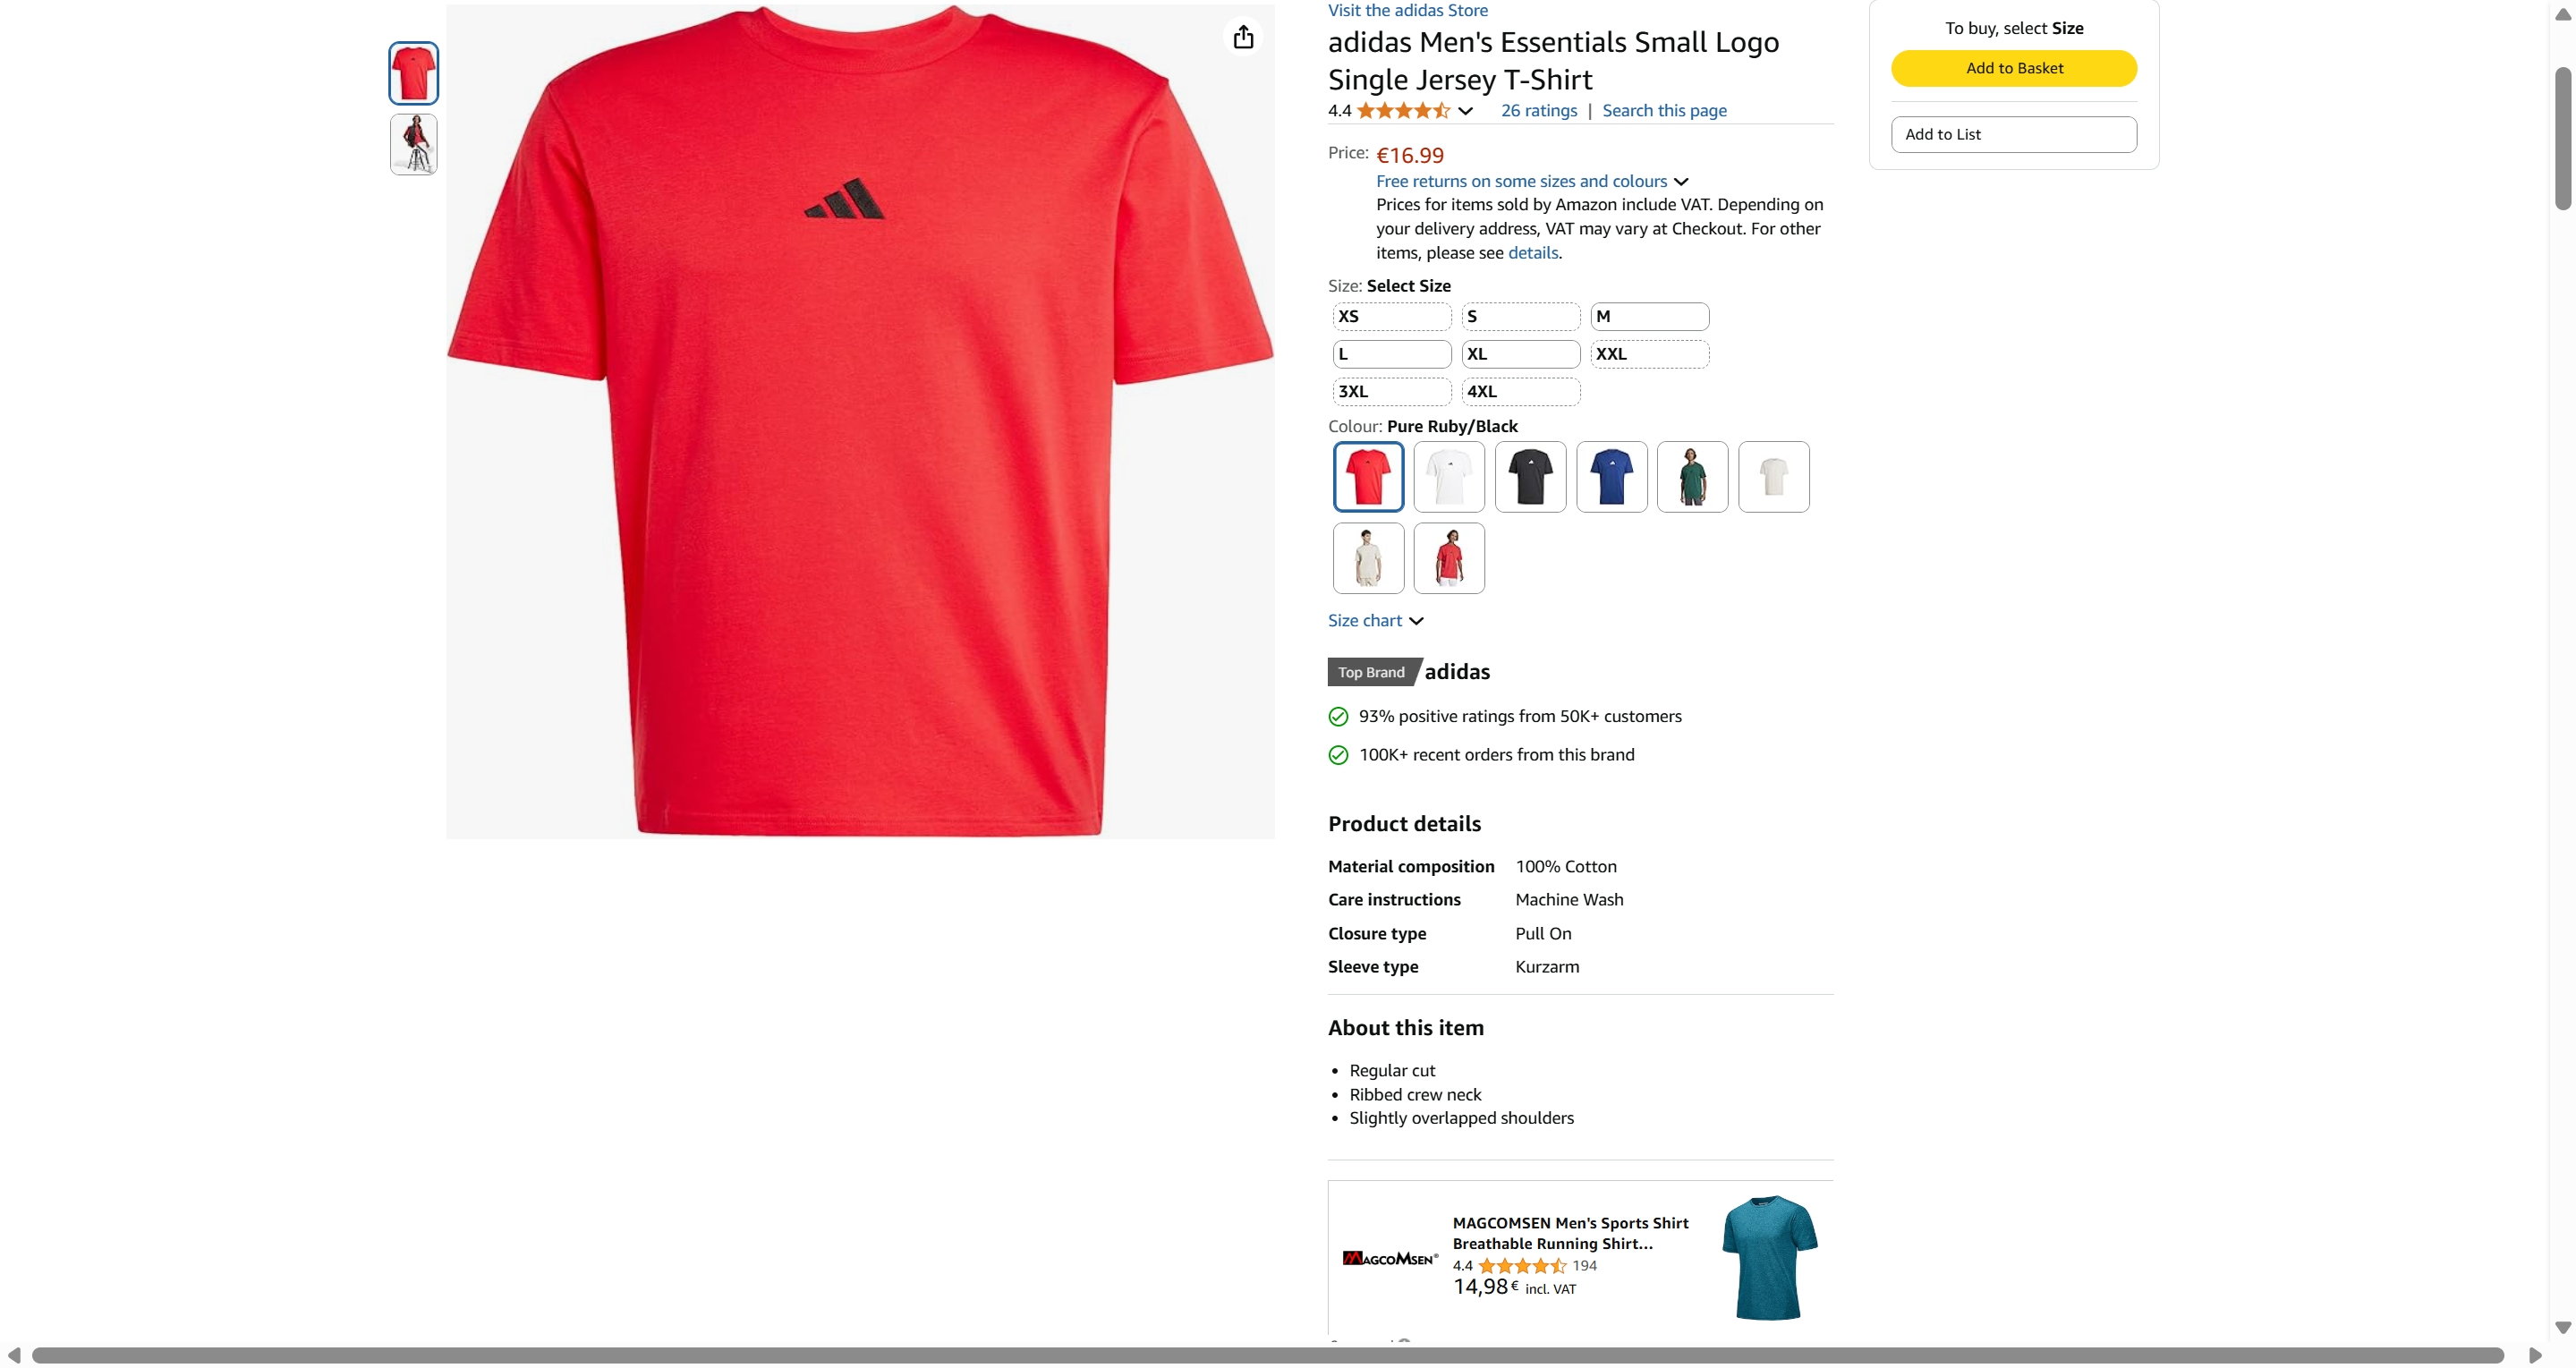 Visit the adidas Store
adidas Men's Essentials Small Logo
Single Jersey T-Shirt
4.4
26 ratings | Search this page
Price: €16.99
Free returns on some sizes and colours
Prices for items sold by Amazon include VAT. Depending on
your delivery address, VAT may vary at Checkout. For other
items, please see details.
Size: Select Size
XS S M
L XL XXL
3XL 4XL
Colour: Pure Ruby/Black
Size chart
Top Brand adidas
93% positive ratings from 50K+ customers
100K+ recent orders from this brand
Product details
Material composition 100% Cotton
Care instructions Machine Wash
Closure type Pull On
Sleeve type Kurzarm
About this item
• Regular cut
• Ribbed crew neck
• Slightly overlapped shoulders
MAGCOMSEN®
MAGCOMSEN Men's Sports Shirt
Breathable Running Shirt...
4.4 194
14,98€ incl. VAT
To buy, select Size
Add to Basket
Add to List